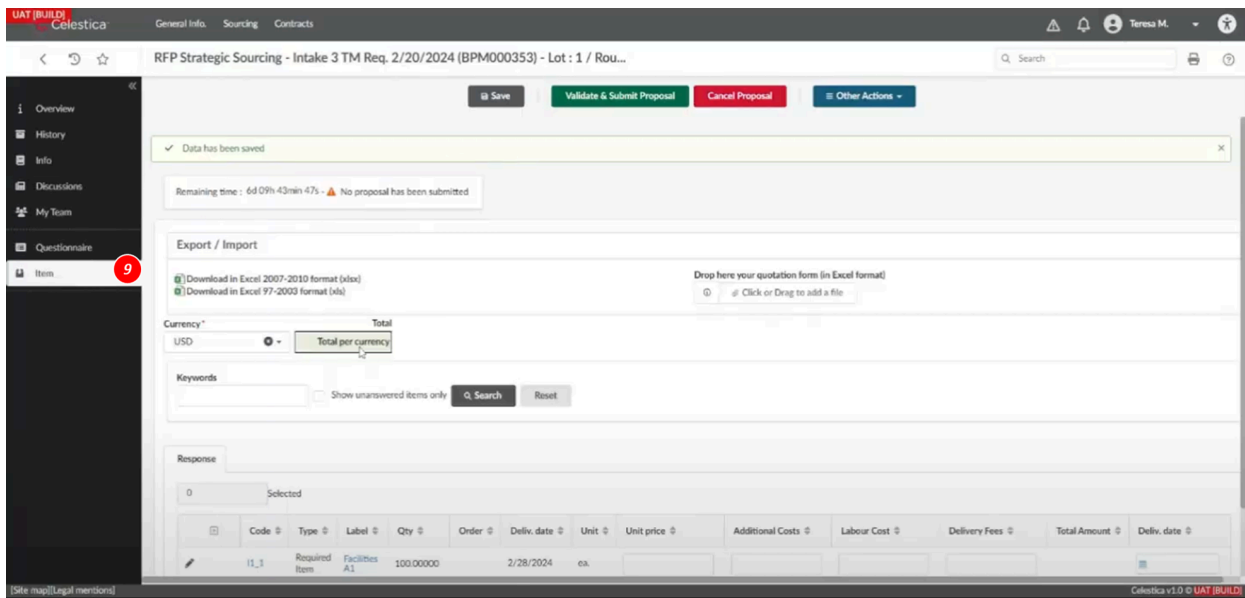 UAT [BUILD]
Celestica
General Info. Sourcing Contracts
Teresa M.
RFP Strategic Sourcing - Intake 3 TM Req. 2/20/2024 (BPM000353) - Lot : 1 / Rou...
Search
Save
Validate & Submit Proposal
Cancel Proposal
Other Actions
Overview
History
Info
Discussions
My Team
Questionnaire
Item
9
Data has been saved
Remaining time : 6d 09h 43min 47s - No proposal has been submitted
Export / Import
Download in Excel 2007-2010 format (xlsx)
Download in Excel 97-2003 format (xls)
Drop here your quotation form (in Excel format)
Click or Drag to add a file
Currency* Total
USD Total per currency
Keywords
Show unanswered items only Search Reset
Response
0 Selected
Code Type Label Qty Order Deliv. date Unit Unit price Additional Costs Labour Cost Delivery Fees Total Amount Deliv. date
I1_1 Required Item Facilities A1 100.00000 2/28/2024 ea.
[Site map][Legal mentions]
Celestica v1.0 © UAT [BUILD]